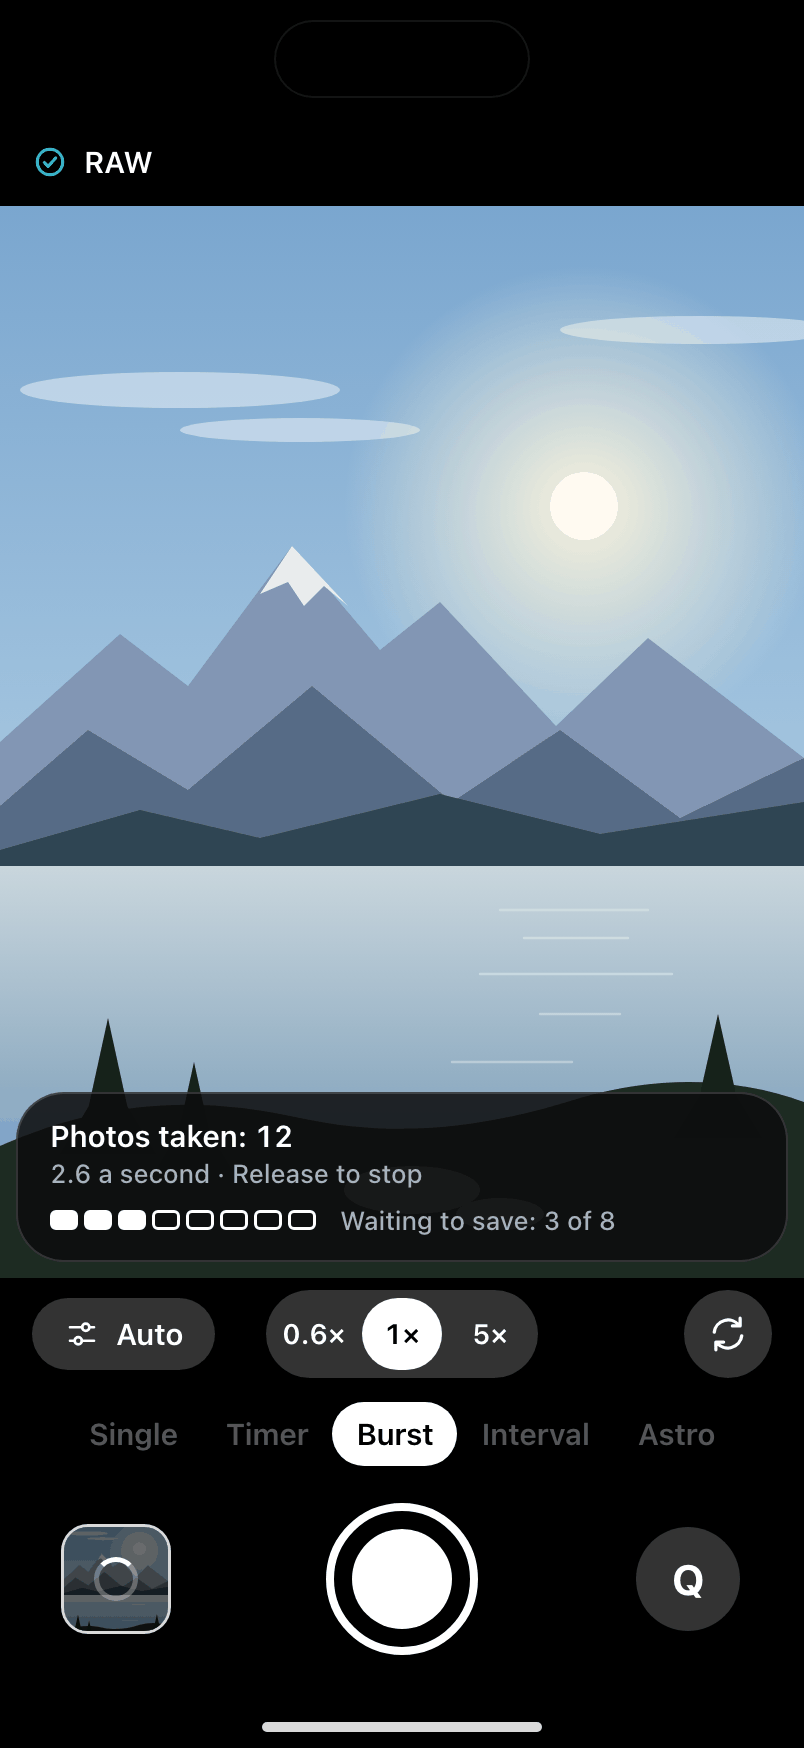 RAW
Photos taken: 12
2.6 a second · Release to stop
Waiting to save: 3 of 8
Auto
0.6× 1× 5×
Single Timer Burst Interval Astro
Q